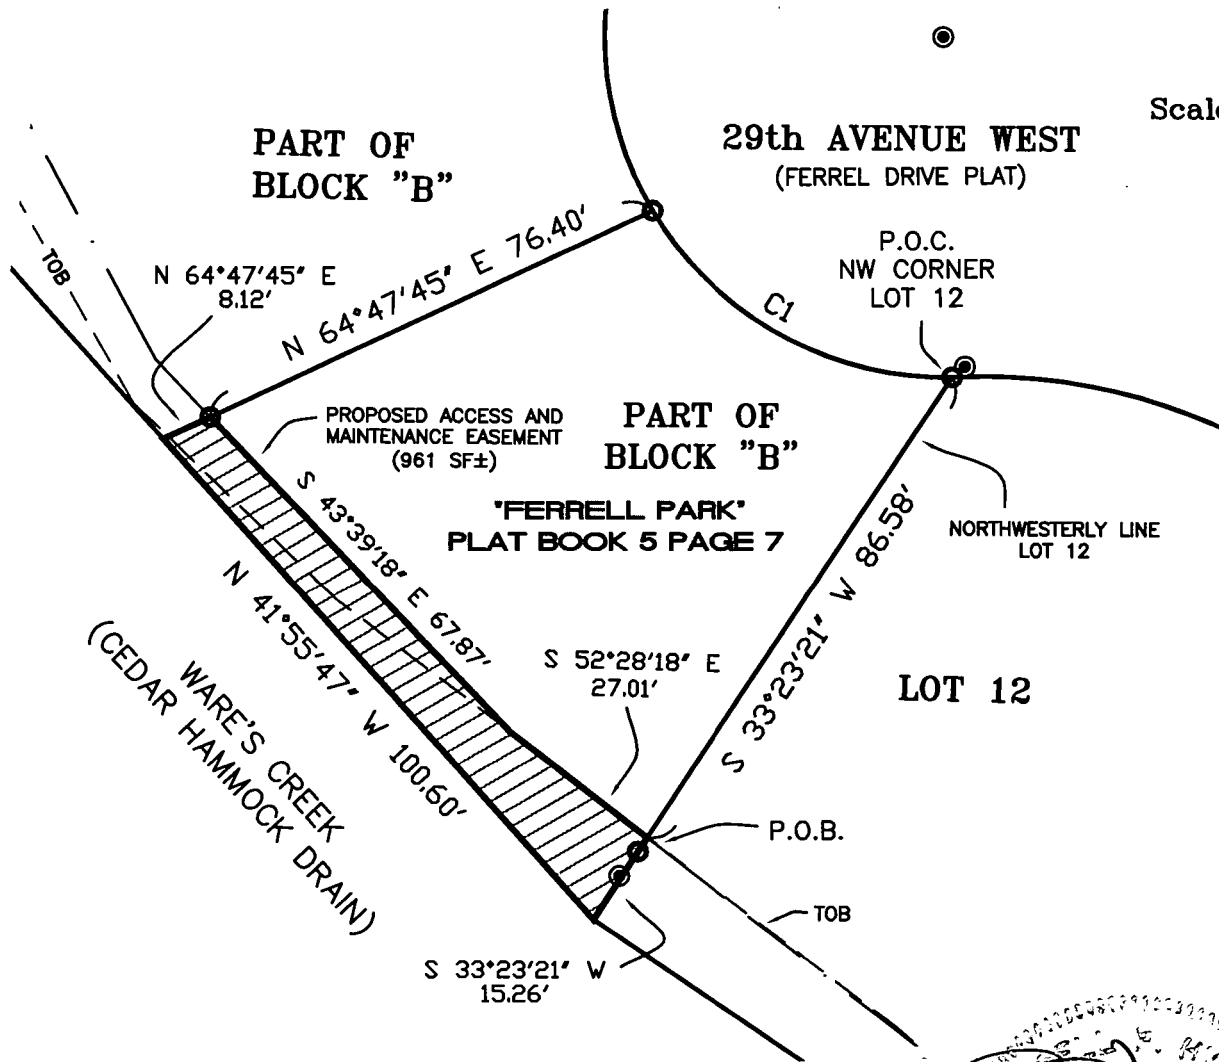 Scale
29th AVENUE WEST
(FERREL DRIVE PLAT)
PART OF
BLOCK "B"
P.O.C.
NW CORNER
LOT 12
TOB
N 64°47'45" E
8.12'
N 64°47'45" E 76.40'
C1
PROPOSED ACCESS AND
MAINTENANCE EASEMENT
(961 SF±)
PART OF
BLOCK "B"
"FERRELL PARK"
PLAT BOOK 5 PAGE 7
NORTHWESTERLY LINE
LOT 12
S 43°39'18" E 67.87'
N 41°55'47" W 100.60'
S 33°23'21" W 86.58'
S 52°28'18" E
27.01'
LOT 12
WARE'S CREEK
(CEDAR HAMMOCK DRAIN)
P.O.B.
TOB
S 33°23'21" W
15.26'